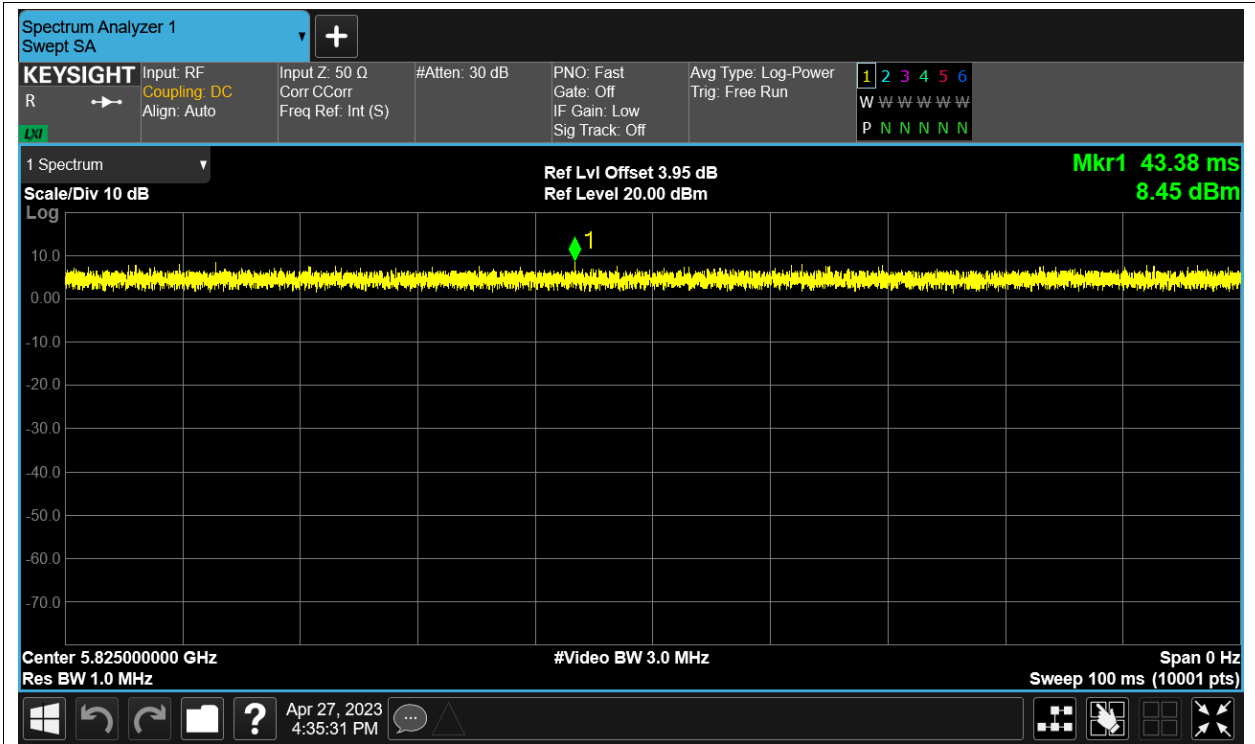 Spectrum Analyzer 1
Swept SA
KEYSIGHT
R
LXI
Input: RF
Coupling: DC
Align: Auto
Input Z: 50 Ω
Corr CCorr
Freq Ref: Int (S)
#Atten: 30 dB
PNO: Fast
Gate: Off
IF Gain: Low
Sig Track: Off
Avg Type: Log-Power
Trig: Free Run
1 2 3 4 5 6
W W W W W W
P N N N N N
1 Spectrum
Scale/Div 10 dB
Ref Lvl Offset 3.95 dB
Ref Level 20.00 dBm
Mkr1 43.38 ms
8.45 dBm
Log
1
10.0
0.00
-10.0
-20.0
-30.0
-40.0
-50.0
-60.0
-70.0
Center 5.825000000 GHz
#Video BW 3.0 MHz
Span 0 Hz
Res BW 1.0 MHz
Sweep 100 ms (10001 pts)
?
Apr 27, 2023
4:35:31 PM